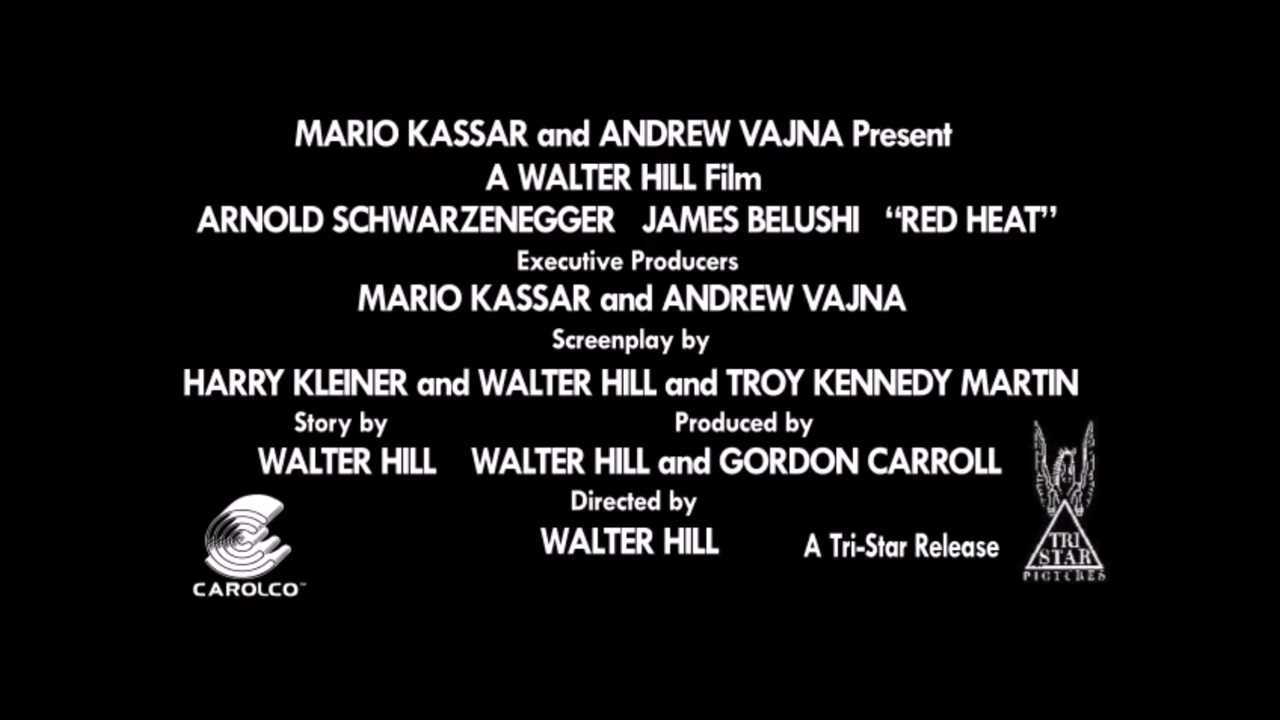 MARIO KASSAR and ANDREW VAJNA Present
A WALTER HILL Film
ARNOLD SCHWARZENEGGER JAMES BELUSHI “RED HEAT”
Executive Producers
MARIO KASSAR and ANDREW VAJNA
Screenplay by
HARRY KLEINER and WALTER HILL and TROY KENNEDY MARTIN
Story by Produced by
WALTER HILL WALTER HILL and GORDON CARROLL
Directed by
WALTER HILL
A Tri-Star Release
CAROLCO™
TRI
STAR
PICTURES